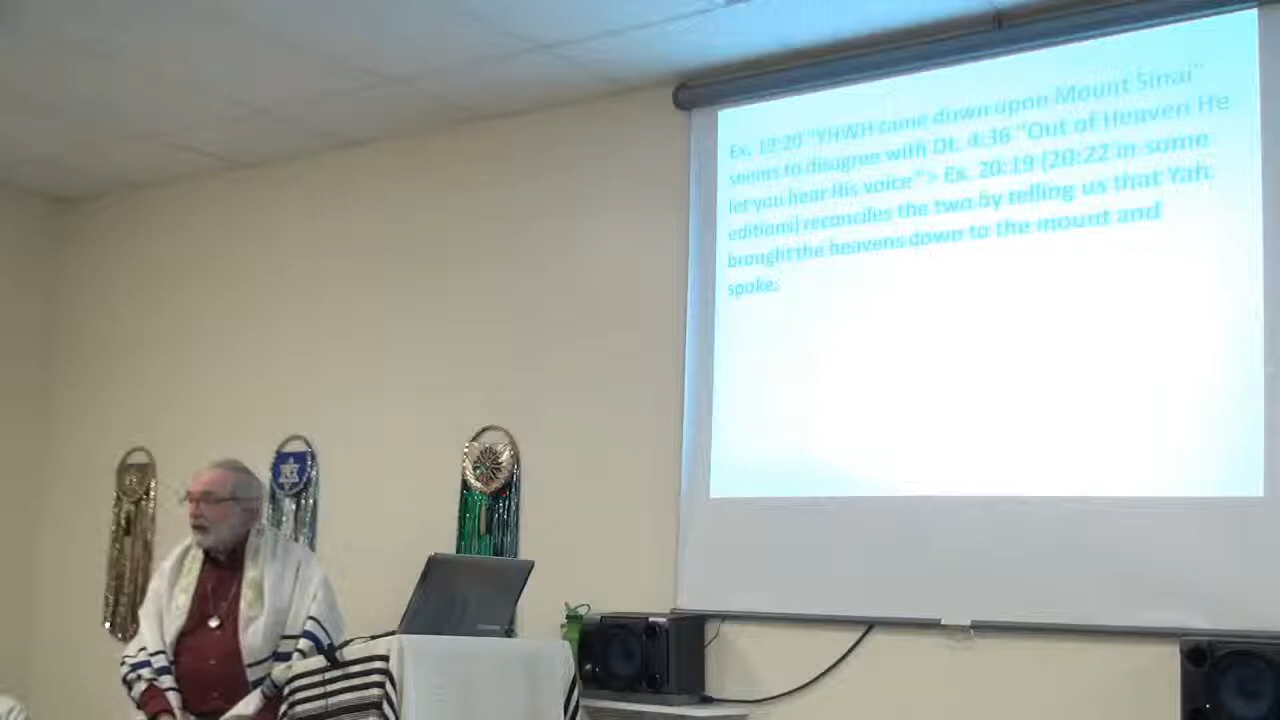 Ex. 19:20 "YHWH came down upon Mount Sinai"
seems to disagree with Dt. 4:36 "Out of Heaven He
let you hear His voice"> Ex. 20:19 (20:22 in some
editions) reconciles the two by telling us that Yah
brought the heavens down to the mount and
spoke.